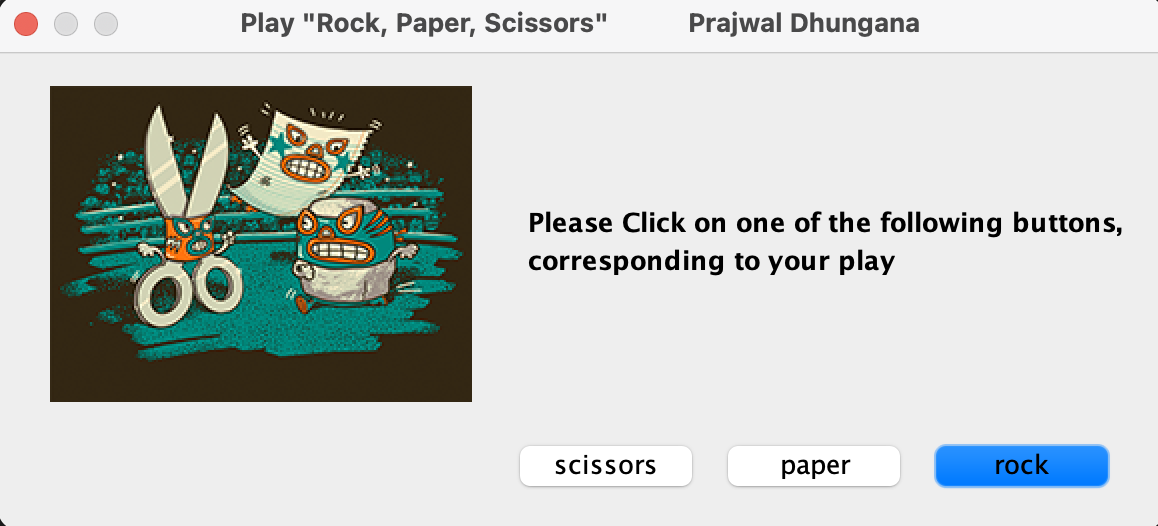 Play "Rock, Paper, Scissors" Prajwal Dhungana
Please Click on one of the following buttons,
corresponding to your play
scissors paper rock